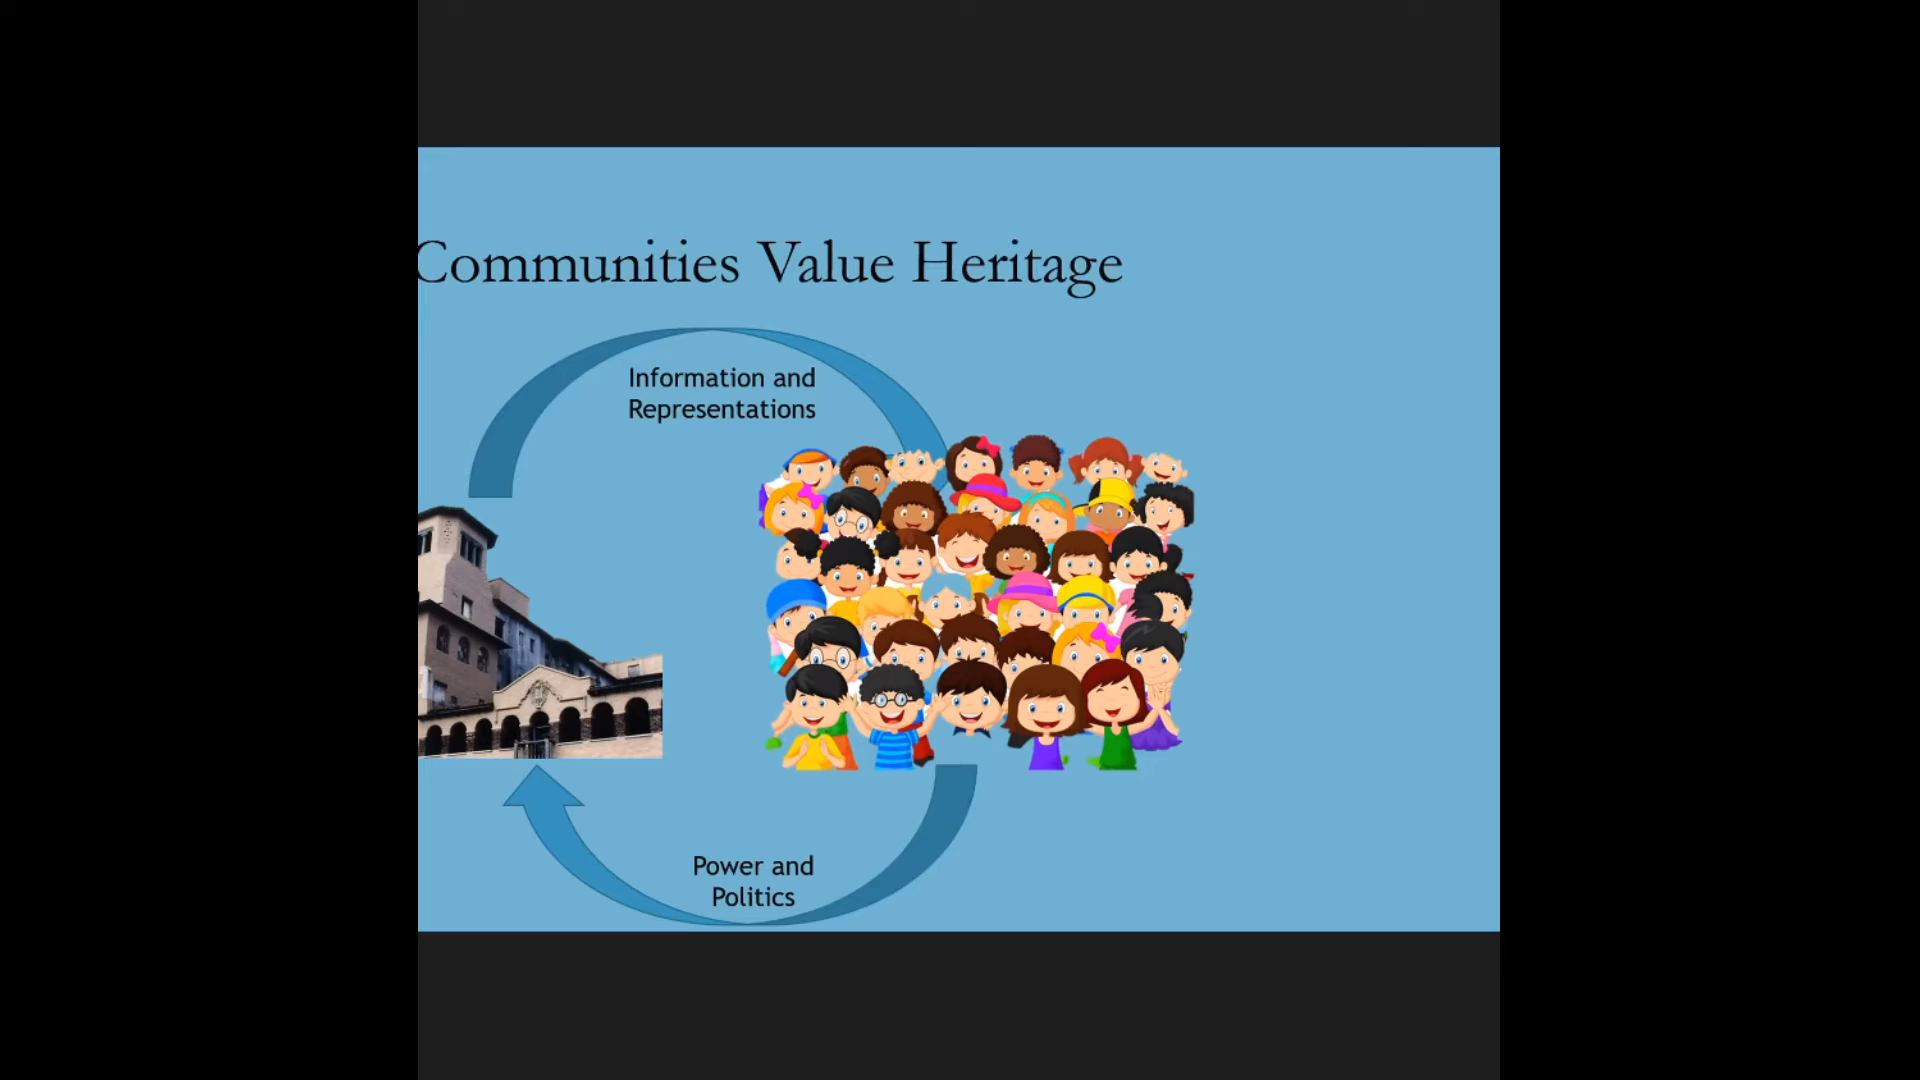 Communities Value Heritage
Information and
Representations
Power and
Politics